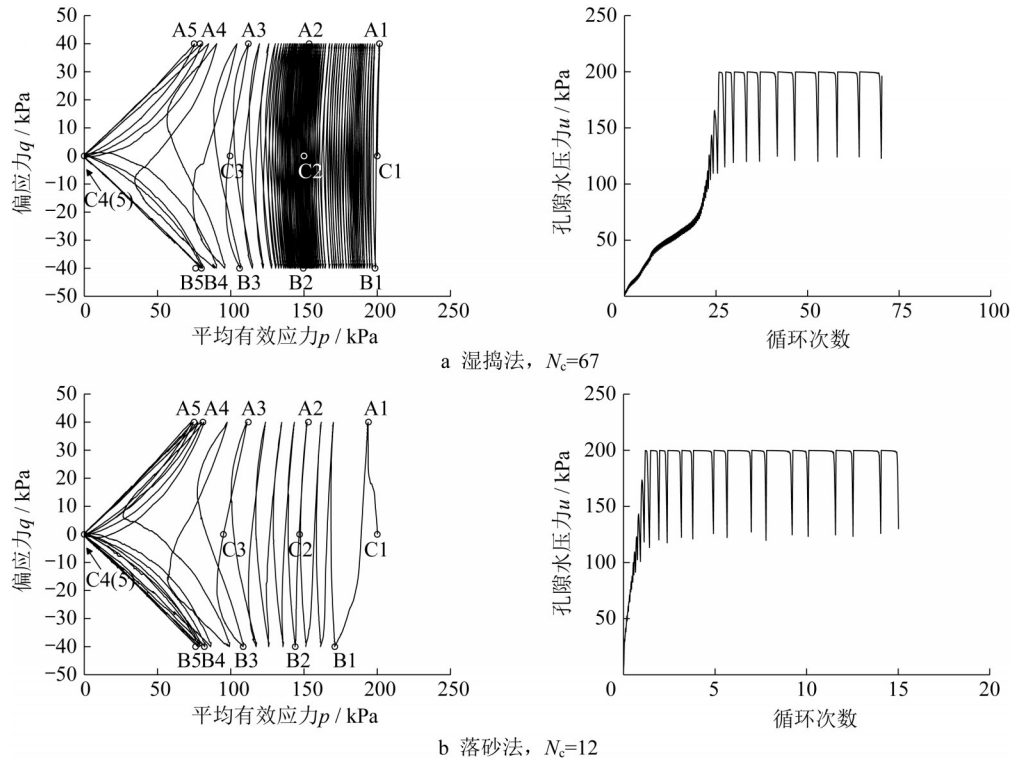 50
40
30
20
10
0
−10
−20
−30
−40
−50
偏应力q / kPa
A5 A4 A3 A2 A1
C3 C2 C1
C4(5)
B5B4 B3 B2 B1
0 50 100 150 200 250
平均有效应力p / kPa
250
200
150
100
50
孔隙水压力u / kPa
0 25 50 75 100
循环次数
a 湿捣法，Nc=67
50
40
30
20
10
0
−10
−20
−30
−40
−50
偏应力q / kPa
A5 A4 A3 A2 A1
C3 C2 C1
C4(5)
B5B4 B3 B2 B1
0 50 100 150 200 250
平均有效应力p / kPa
250
200
150
100
50
孔隙水压力u / kPa
0 5 10 15 20
循环次数
b 落砂法，Nc=12